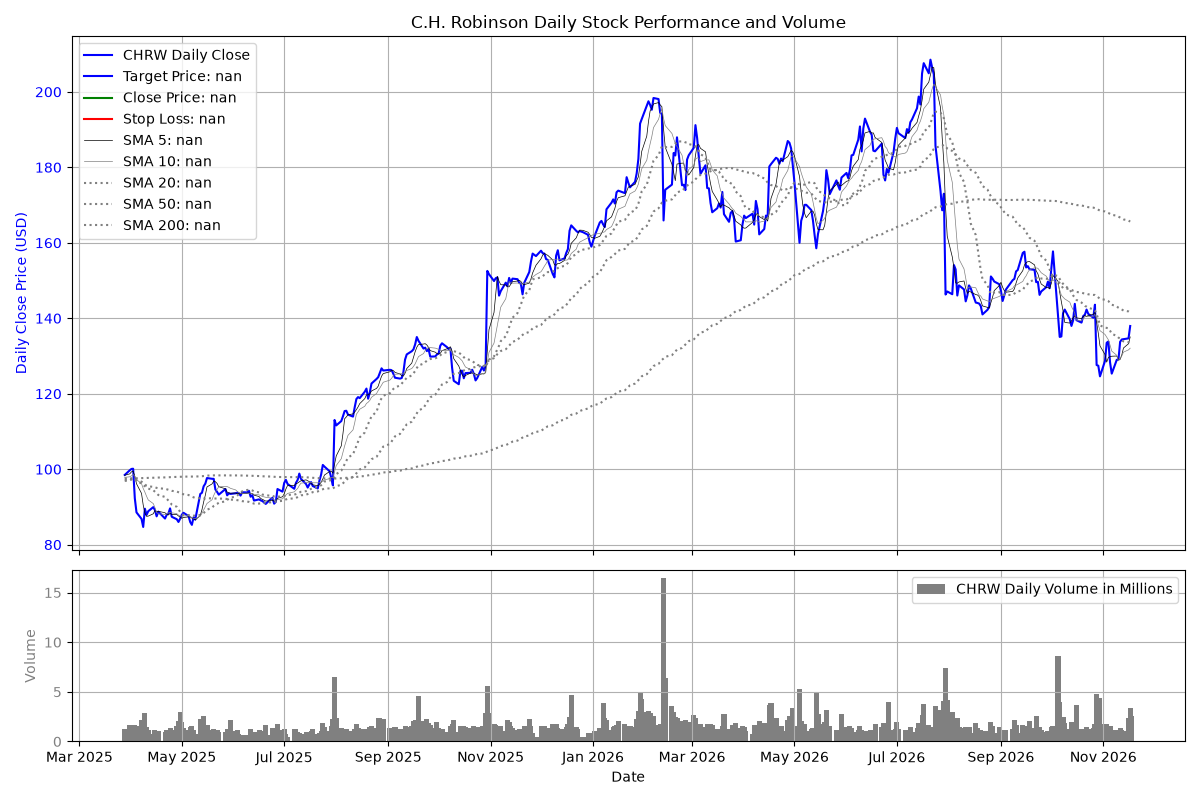 C.H. Robinson Daily Stock Performance and Volume
CHRW Daily Close
Target Price: nan
Close Price: nan
Stop Loss: nan
SMA 5: nan
SMA 10: nan
SMA 20: nan
SMA 50: nan
SMA 200: nan
Daily Close Price (USD)
200
180
160
140
120
100
80
CHRW Daily Volume in Millions
Volume
15
10
5
0
Mar 2025 May 2025 Jul 2025 Sep 2025 Nov 2025 Jan 2026 Mar 2026 May 2026 Jul 2026 Sep 2026 Nov 2026
Date